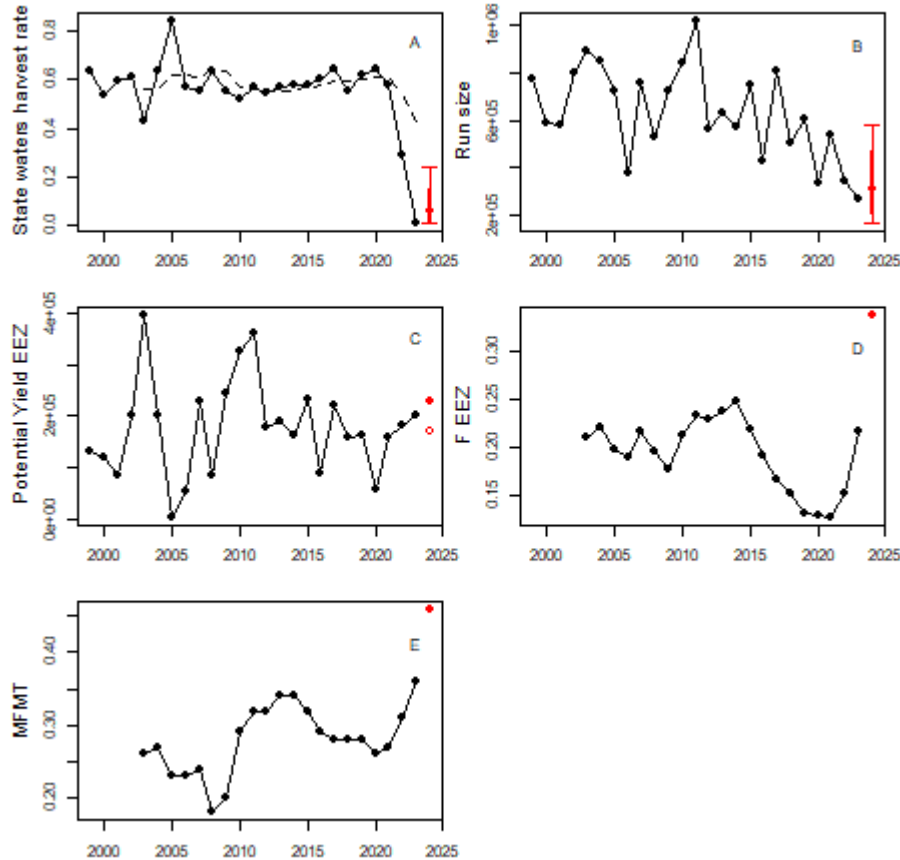 State waters harvest rate
0.8
0.6
0.4
0.2
0.0
A
2000 2005 2010 2015 2020 2025
Run size
1e+06
6e+05
2e+05
B
2000 2005 2010 2015 2020 2025
Potential Yield EEZ
4e+05
2e+05
0e+00
C
2000 2005 2010 2015 2020 2025
F EEZ
0.30
0.25
0.20
0.15
D
2000 2005 2010 2015 2020 2025
MFMT
0.40
0.30
0.20
E
2000 2005 2010 2015 2020 2025